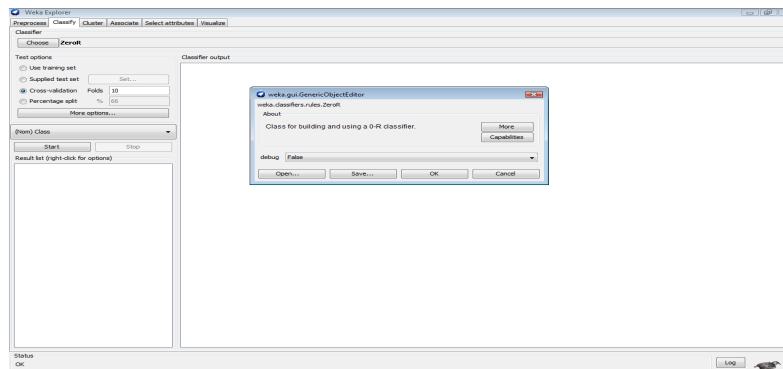 Weka Explorer
Preprocess Classify Cluster Associate Select attributes Visualize
Classifier
Choose ZeroR
Test options
Use training set
Supplied test set Set...
Cross-validation Folds 10
Percentage split % 66
More options...
(Nom) Class
Start Stop
Result list (right-click for options)
Classifier output
weka.gui.GenericObjectEditor
weka.classifiers.rules.ZeroR
About
Class for building and using a 0-R classifier.
More
Capabilities
debug False
Open... Save... OK Cancel
Status
OK
Log